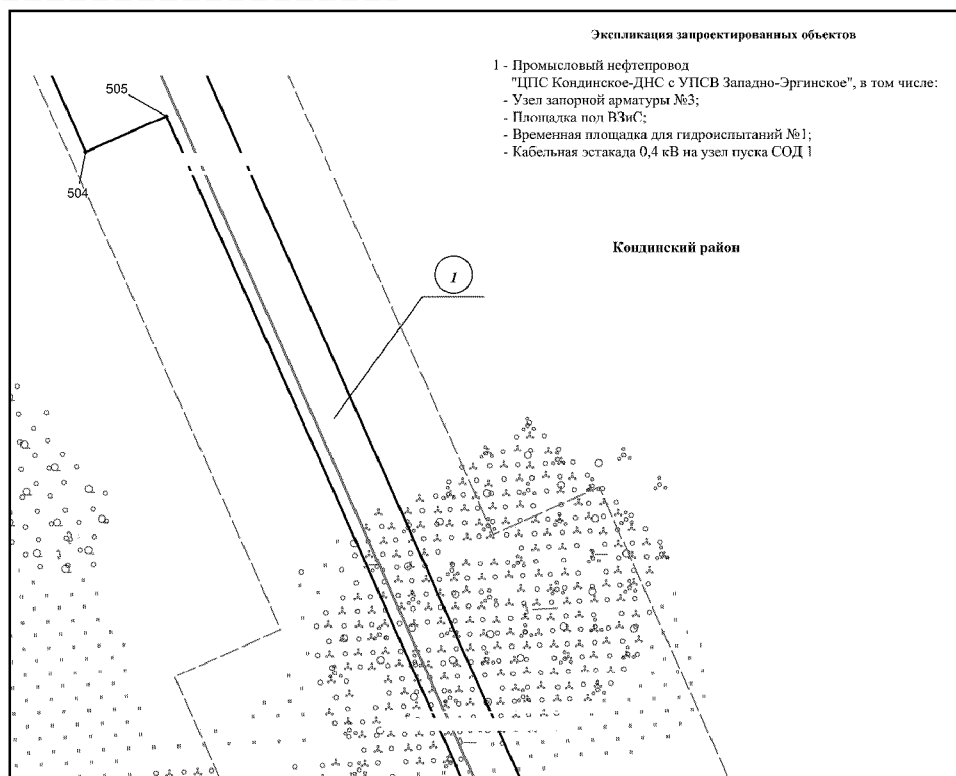 Экспликация запроектированных объектов
1 - Промысловый нефтепровод
"ЦПС Кондинское-ДНС с УПСВ Западно-Эргинское", в том числе:
- Узел запорной арматуры №3;
- Площадка под ВЗиС;
- Временная площадка для гидроиспытаний №1;
- Кабельная эстакада 0,4 кВ на узел пуска СОД 1
505
504
Кондинский район
1